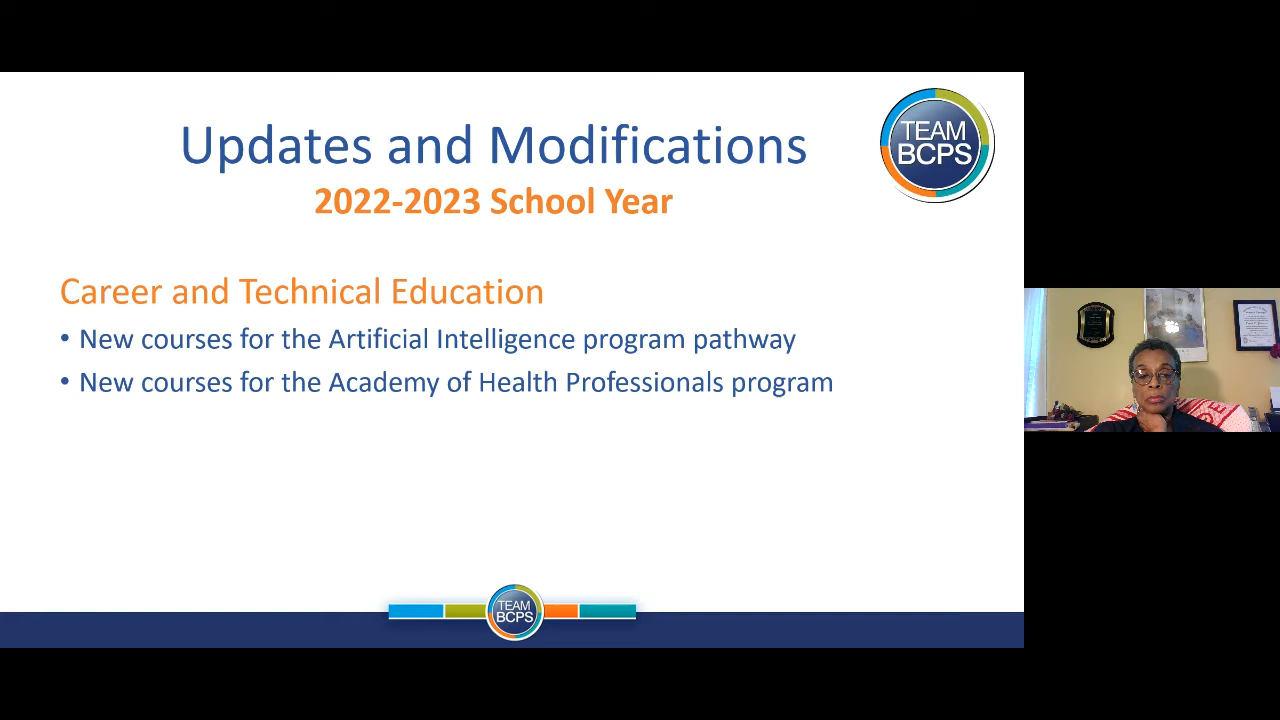 Updates and Modifications
2022-2023 School Year
TEAM
BCPS
Career and Technical Education
• New courses for the Artificial Intelligence program pathway
• New courses for the Academy of Health Professionals program
TEAM
BCPS